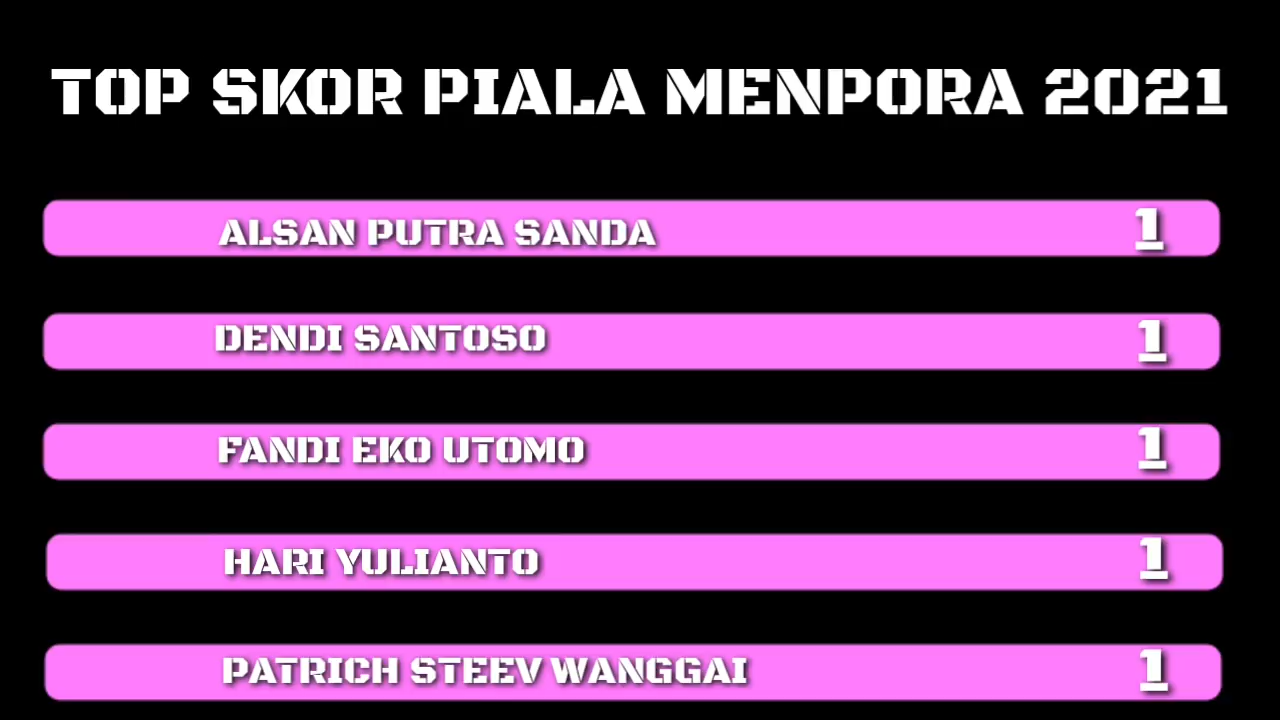 TOP SKOR PIALA MENPORA 2021
ALSAN PUTRA SANDA 1
DENDI SANTOSO 1
FANDI EKO UTOMO 1
HARI YULIANTO 1
PATRICH STEEV WANGGAI 1